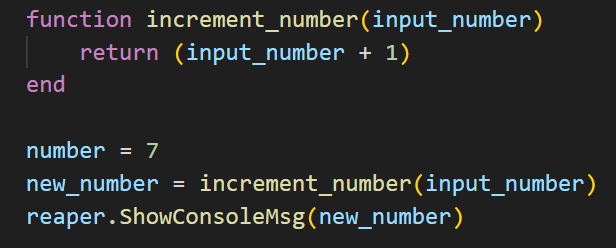 function increment_number(input_number)
    return (input_number + 1)
end

number = 7
new_number = increment_number(input_number)
reaper.ShowConsoleMsg(new_number)